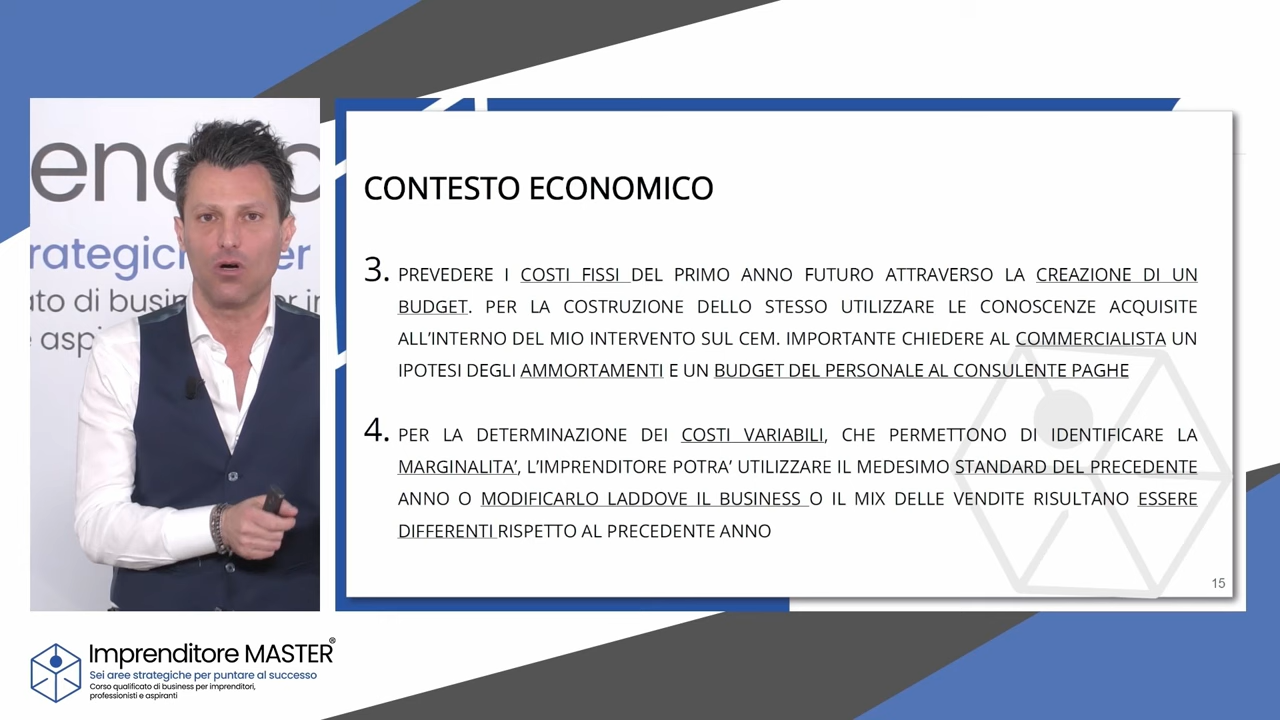 CONTESTO ECONOMICO
3. PREVEDERE I COSTI FISSI DEL PRIMO ANNO FUTURO ATTRAVERSO LA CREAZIONE DI UN
BUDGET. PER LA COSTRUZIONE DELLO STESSO UTILIZZARE LE CONOSCENZE ACQUISITE
ALL’INTERNO DEL MIO INTERVENTO SUL CEM. IMPORTANTE CHIEDERE AL COMMERCIALISTA UN
IPOTESI DEGLI AMMORTAMENTI E UN BUDGET DEL PERSONALE AL CONSULENTE PAGHE
4. PER LA DETERMINAZIONE DEI COSTI VARIABILI, CHE PERMETTONO DI IDENTIFICARE LA
MARGINALITA’, L’IMPRENDITORE POTRA’ UTILIZZARE IL MEDESIMO STANDARD DEL PRECEDENTE
ANNO O MODIFICARLO LADDOVE IL BUSINESS O IL MIX DELLE VENDITE RISULTANO ESSERE
DIFFERENTI RISPETTO AL PRECEDENTE ANNO
15
Imprenditore MASTER®
Sei aree strategiche per puntare al successo
Corso qualificato di business per imprenditori,
professionisti e aspiranti